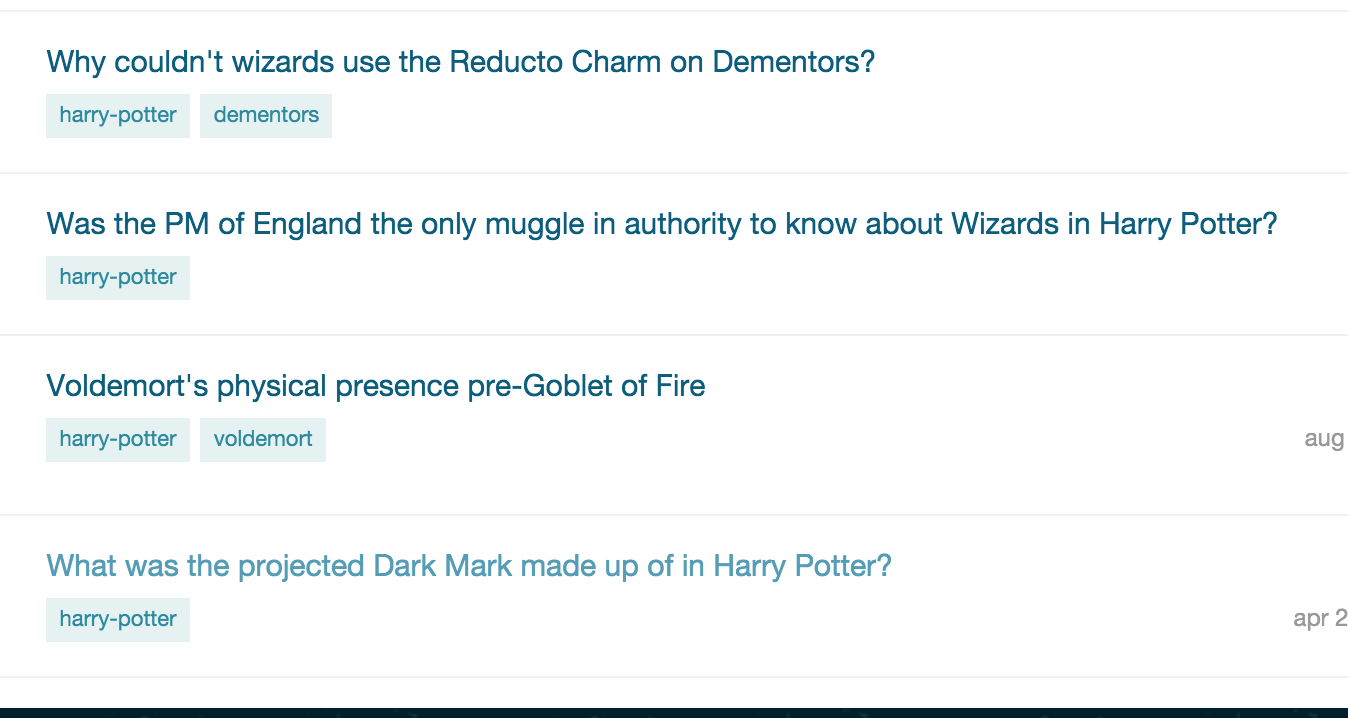 Why couldn't wizards use the Reducto Charm on Dementors?
harry-potter dementors
Was the PM of England the only muggle in authority to know about Wizards in Harry Potter?
harry-potter
Voldemort's physical presence pre-Goblet of Fire
harry-potter voldemort aug
What was the projected Dark Mark made up of in Harry Potter?
harry-potter apr 2